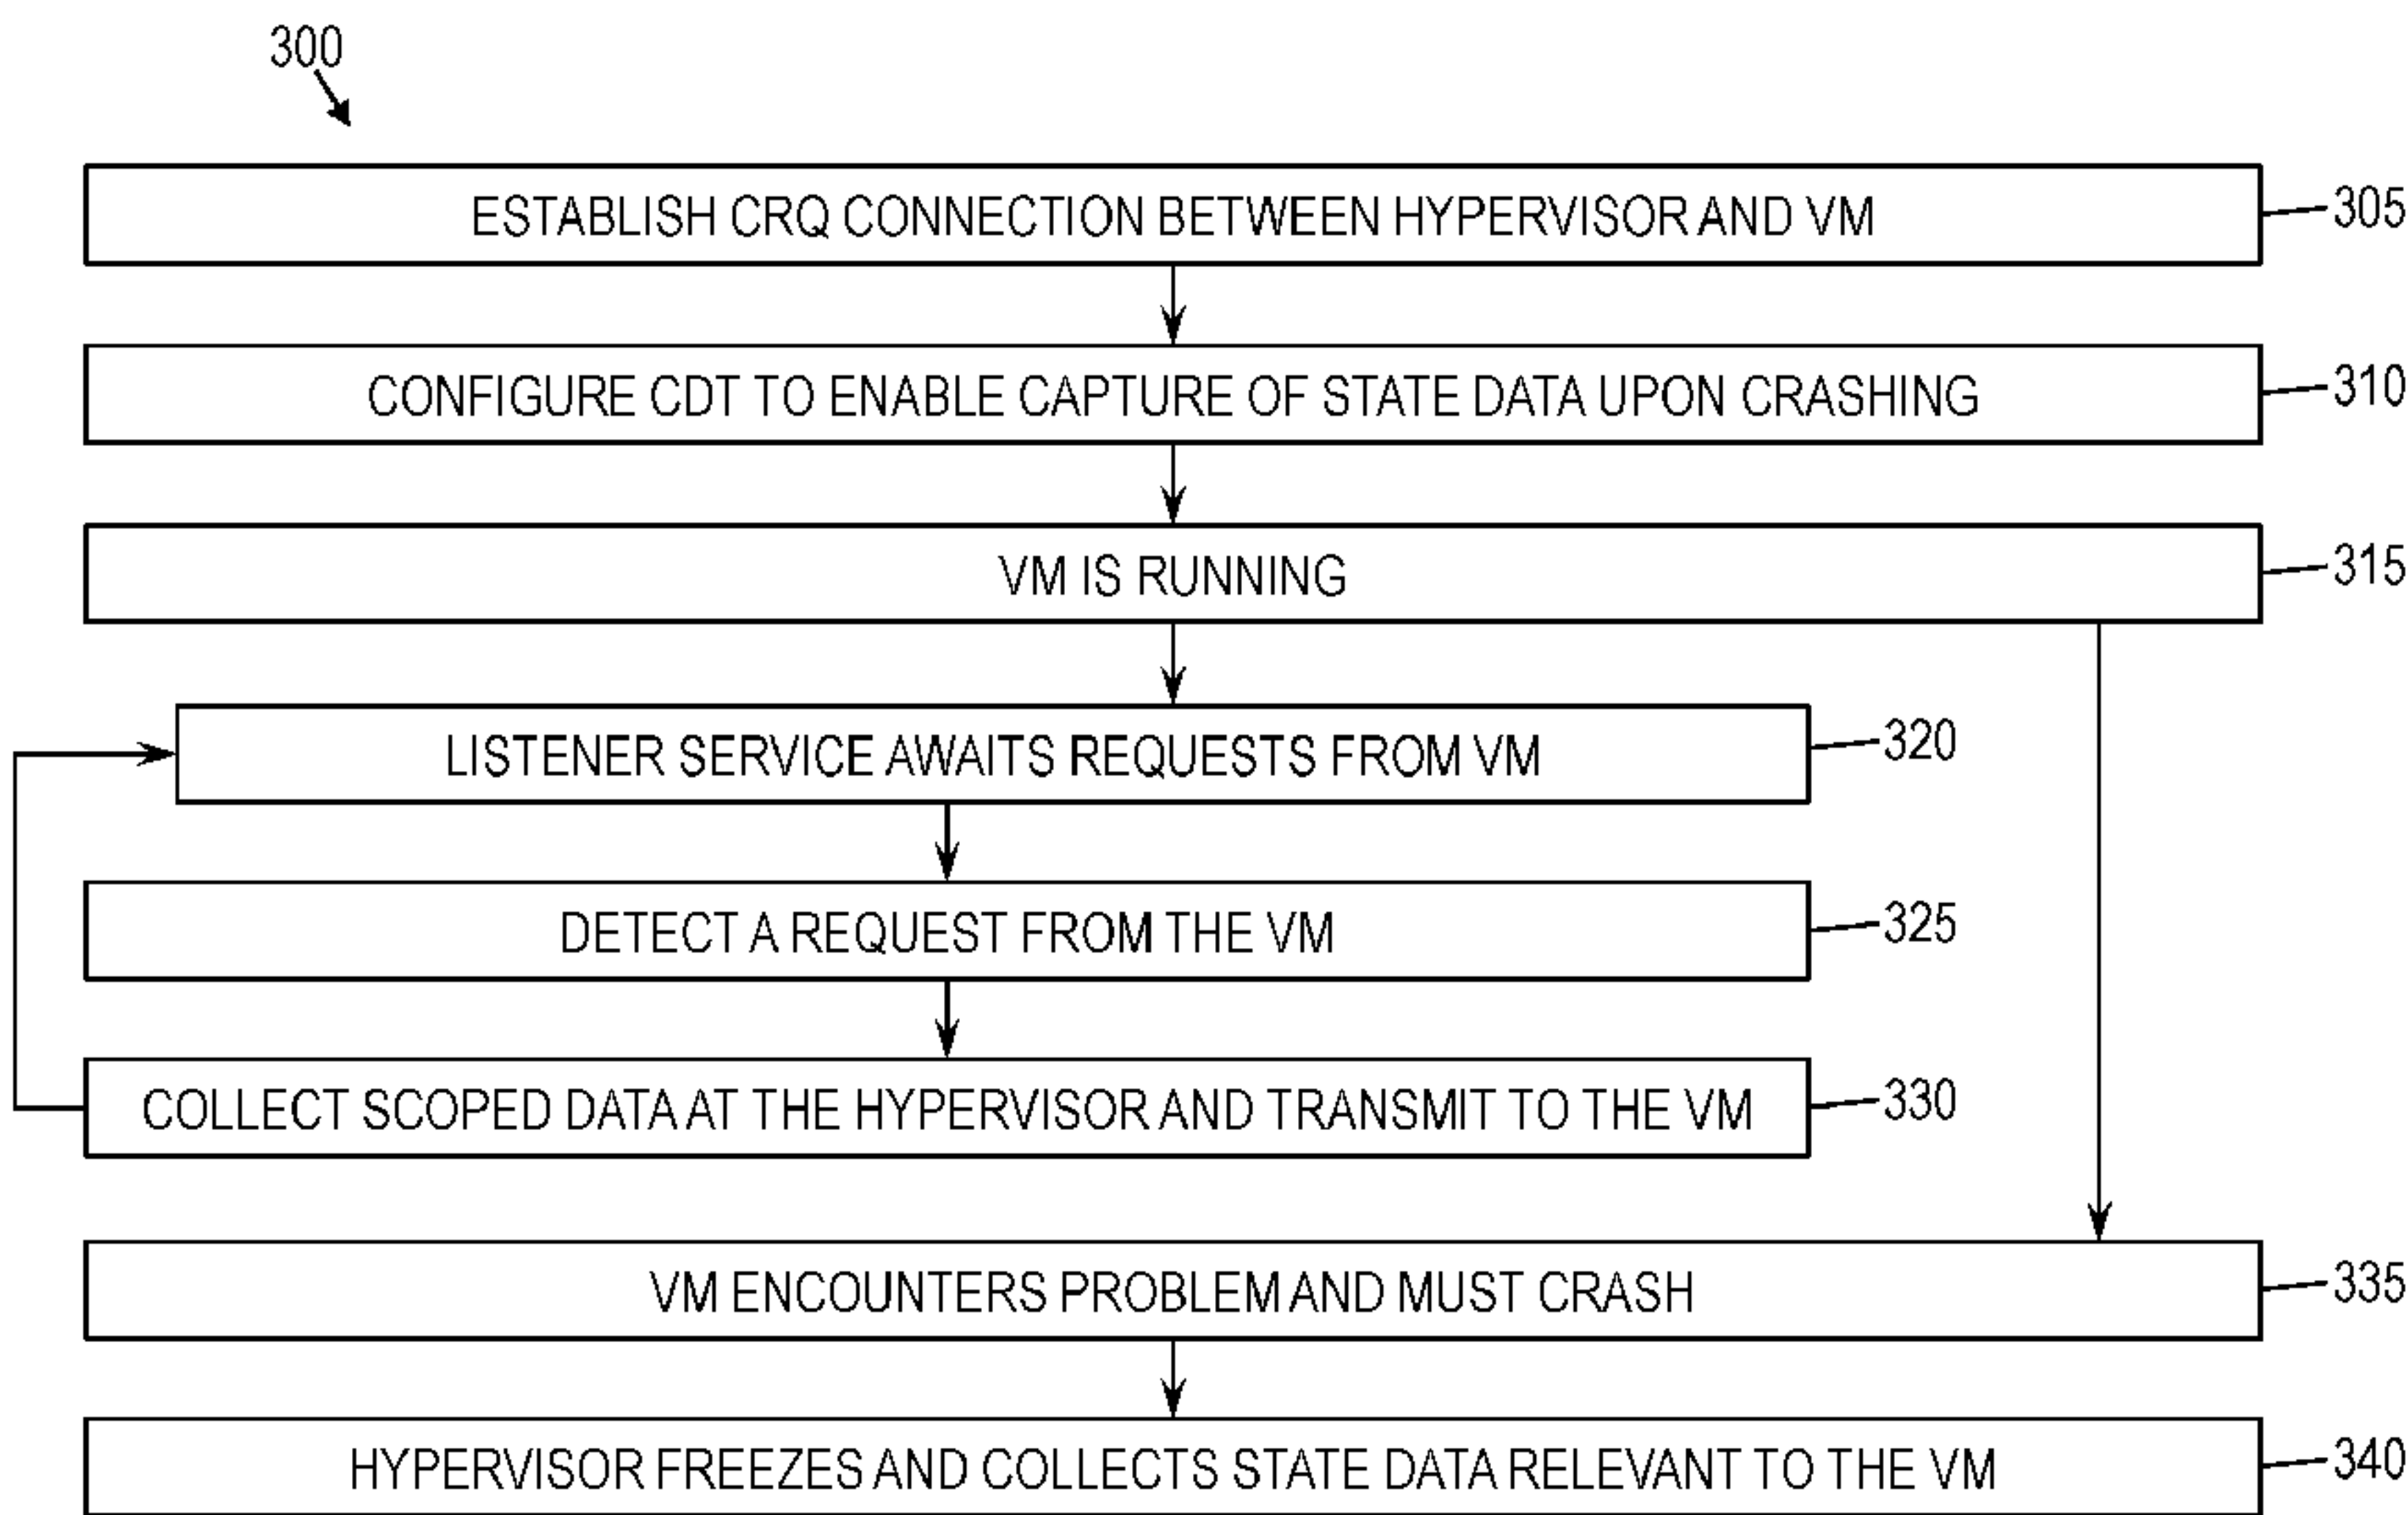 300
ESTABLISH CRQ CONNECTION BETWEEN HYPERVISOR AND VM
305
CONFIGURE CDT TO ENABLE CAPTURE OF STATE DATA UPON CRASHING
310
VM IS RUNNING
315
LISTENER SERVICE AWAITS REQUESTS FROM VM
320
DETECT A REQUEST FROM THE VM
325
COLLECT SCOPED DATA AT THE HYPERVISOR AND TRANSMIT TO THE VM
330
VM ENCOUNTERS PROBLEM AND MUST CRASH
335
HYPERVISOR FREEZES AND COLLECTS STATE DATA RELEVANT TO THE VM
340